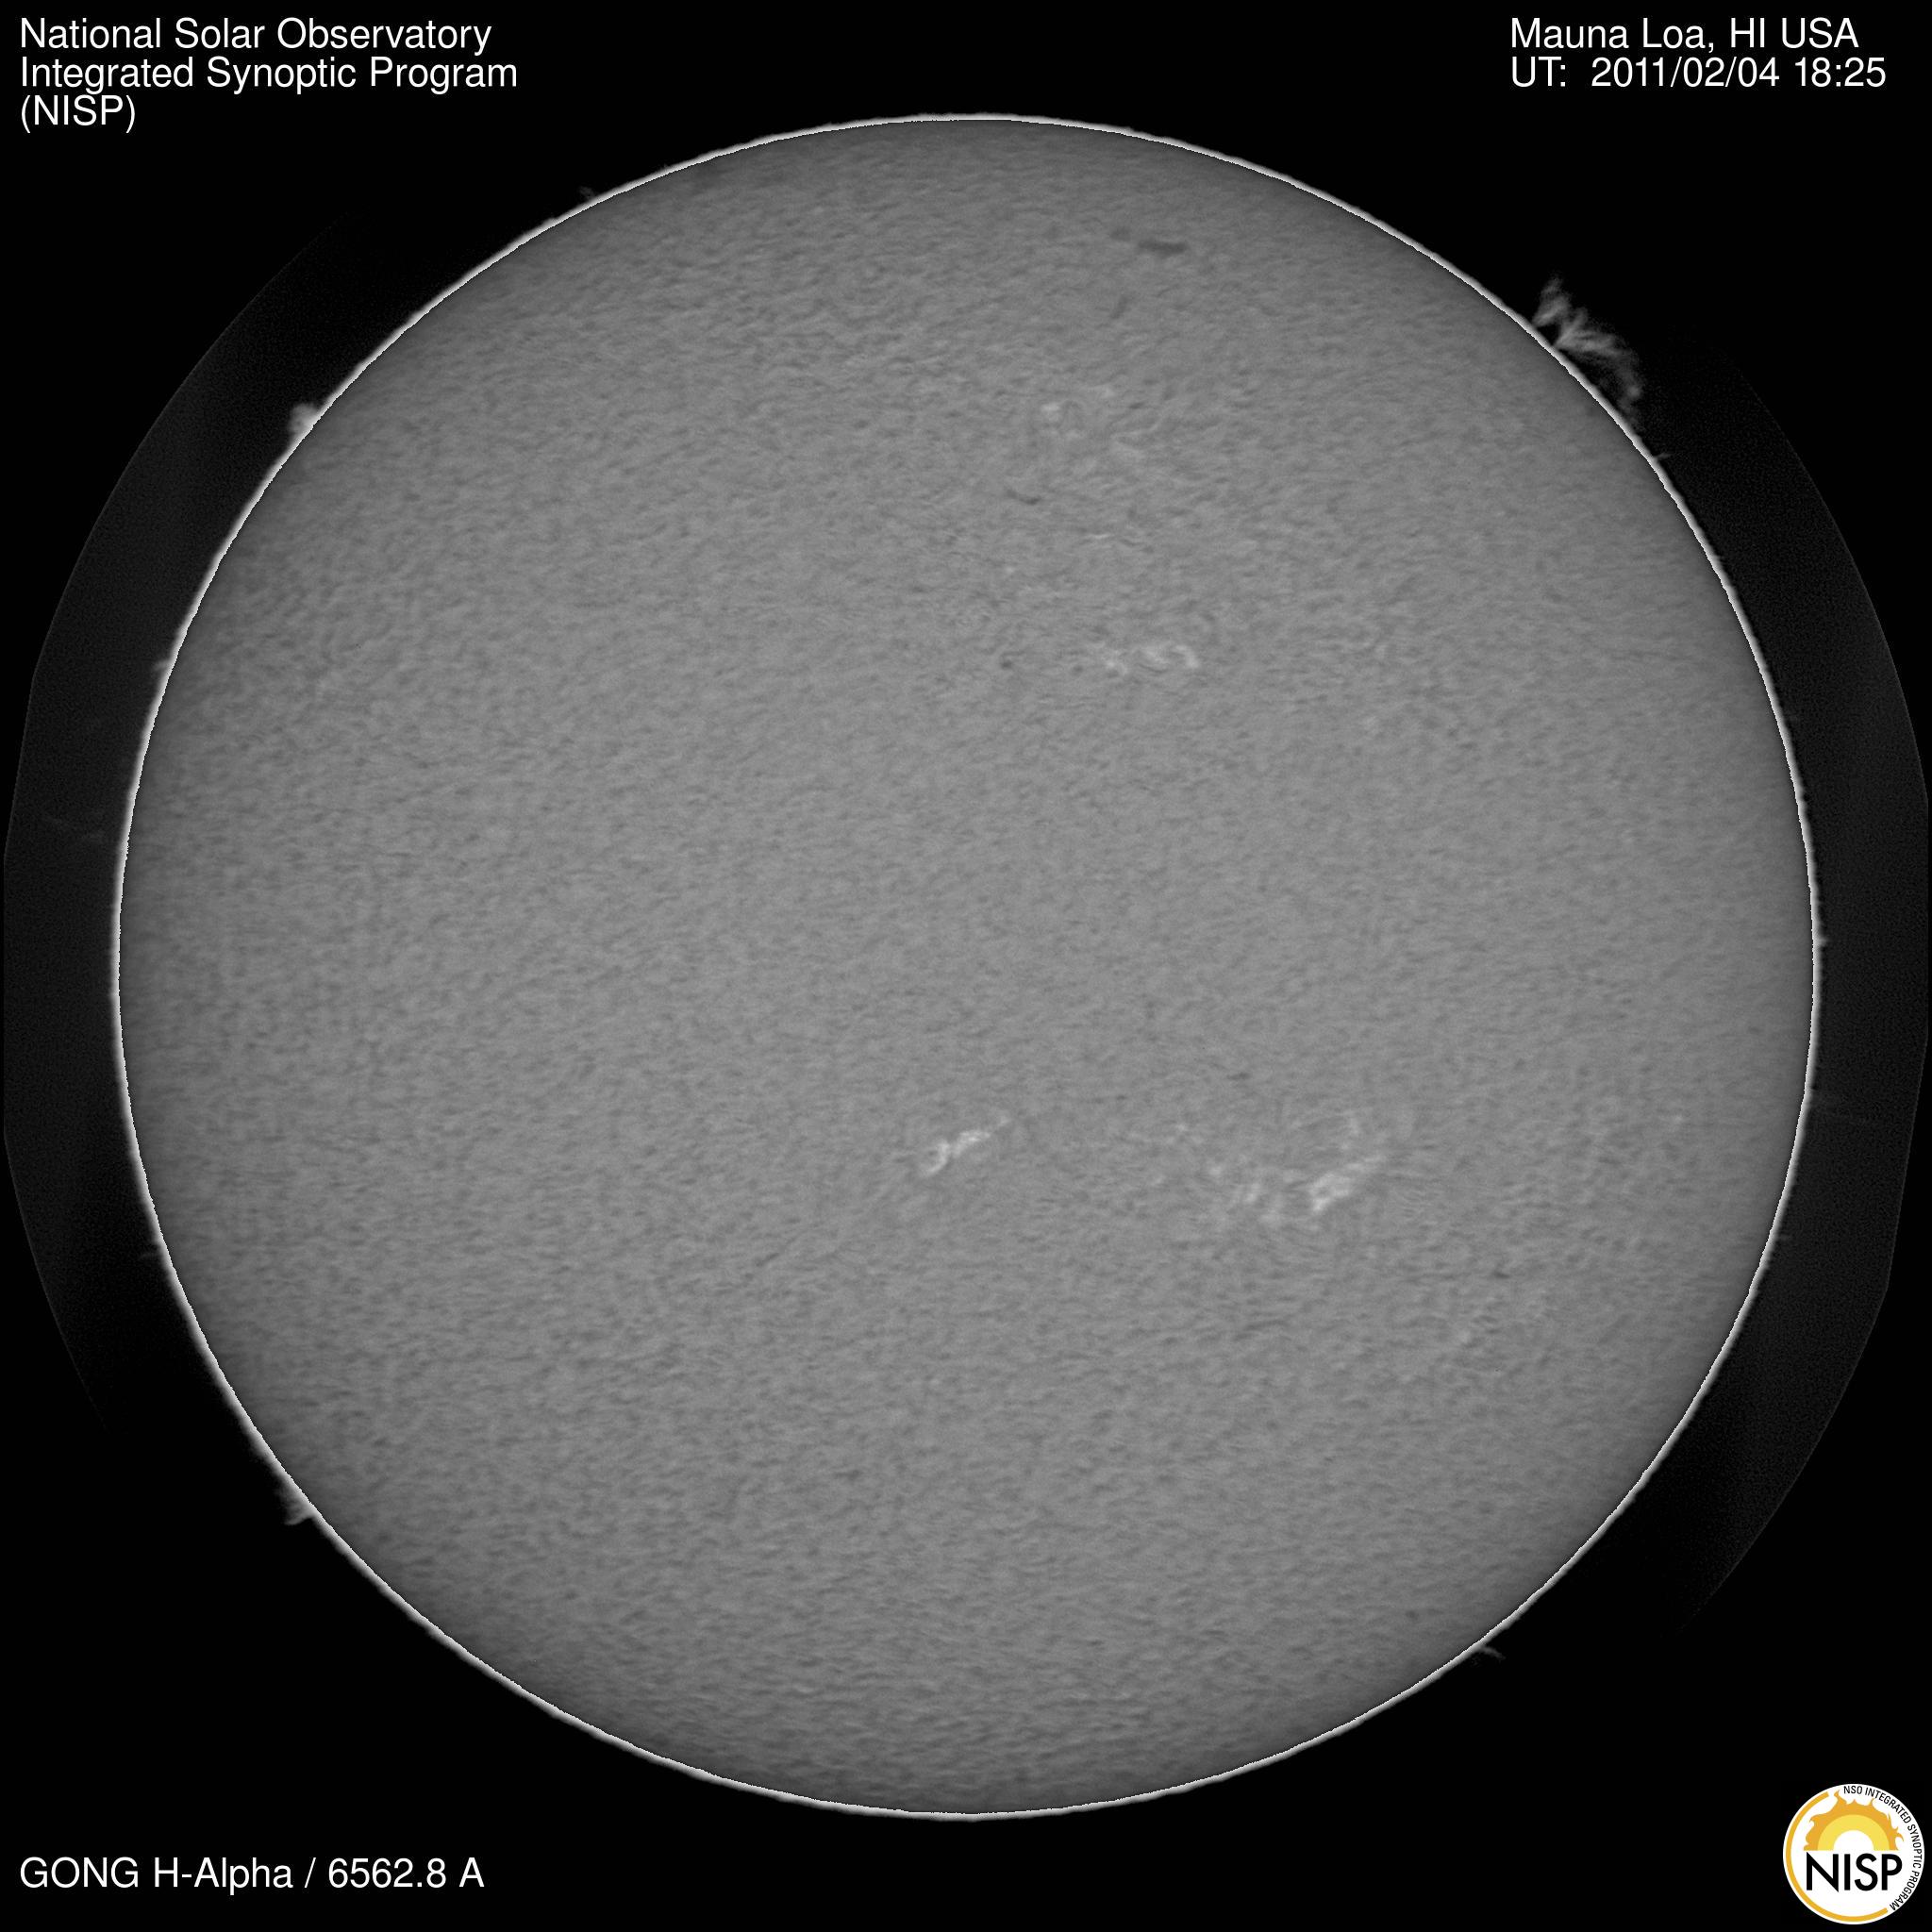 National Solar Observatory
Integrated Synoptic Program
(NISP)
Mauna Loa, HI USA
UT: 2011/02/04 18:25
GONG H-Alpha / 6562.8 A
NSO INTEGRATED SYNOPTIC PROGRAM
NISP